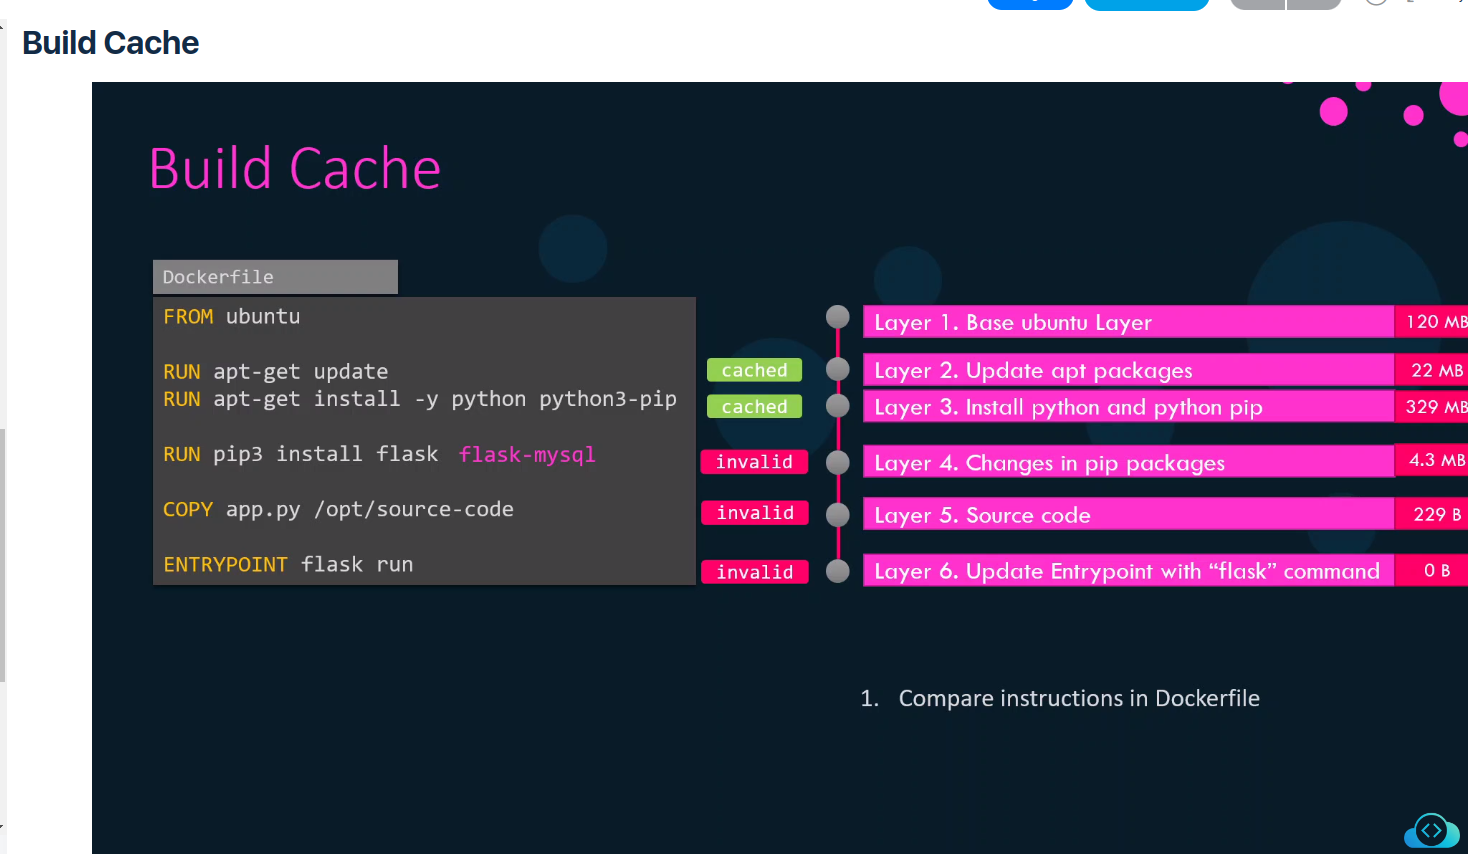 Build Cache
Build Cache
Dockerfile
FROM ubuntu
RUN apt-get update
RUN apt-get install -y python python3-pip
RUN pip3 install flask flask-mysql
COPY app.py /opt/source-code
ENTRYPOINT flask run
cached
cached
invalid
invalid
invalid
Layer 1. Base ubuntu Layer 120 MB
Layer 2. Update apt packages 22 MB
Layer 3. Install python and python pip 329 MB
Layer 4. Changes in pip packages 4.3 MB
Layer 5. Source code 229 B
Layer 6. Update Entrypoint with “flask” command 0 B
1. Compare instructions in Dockerfile